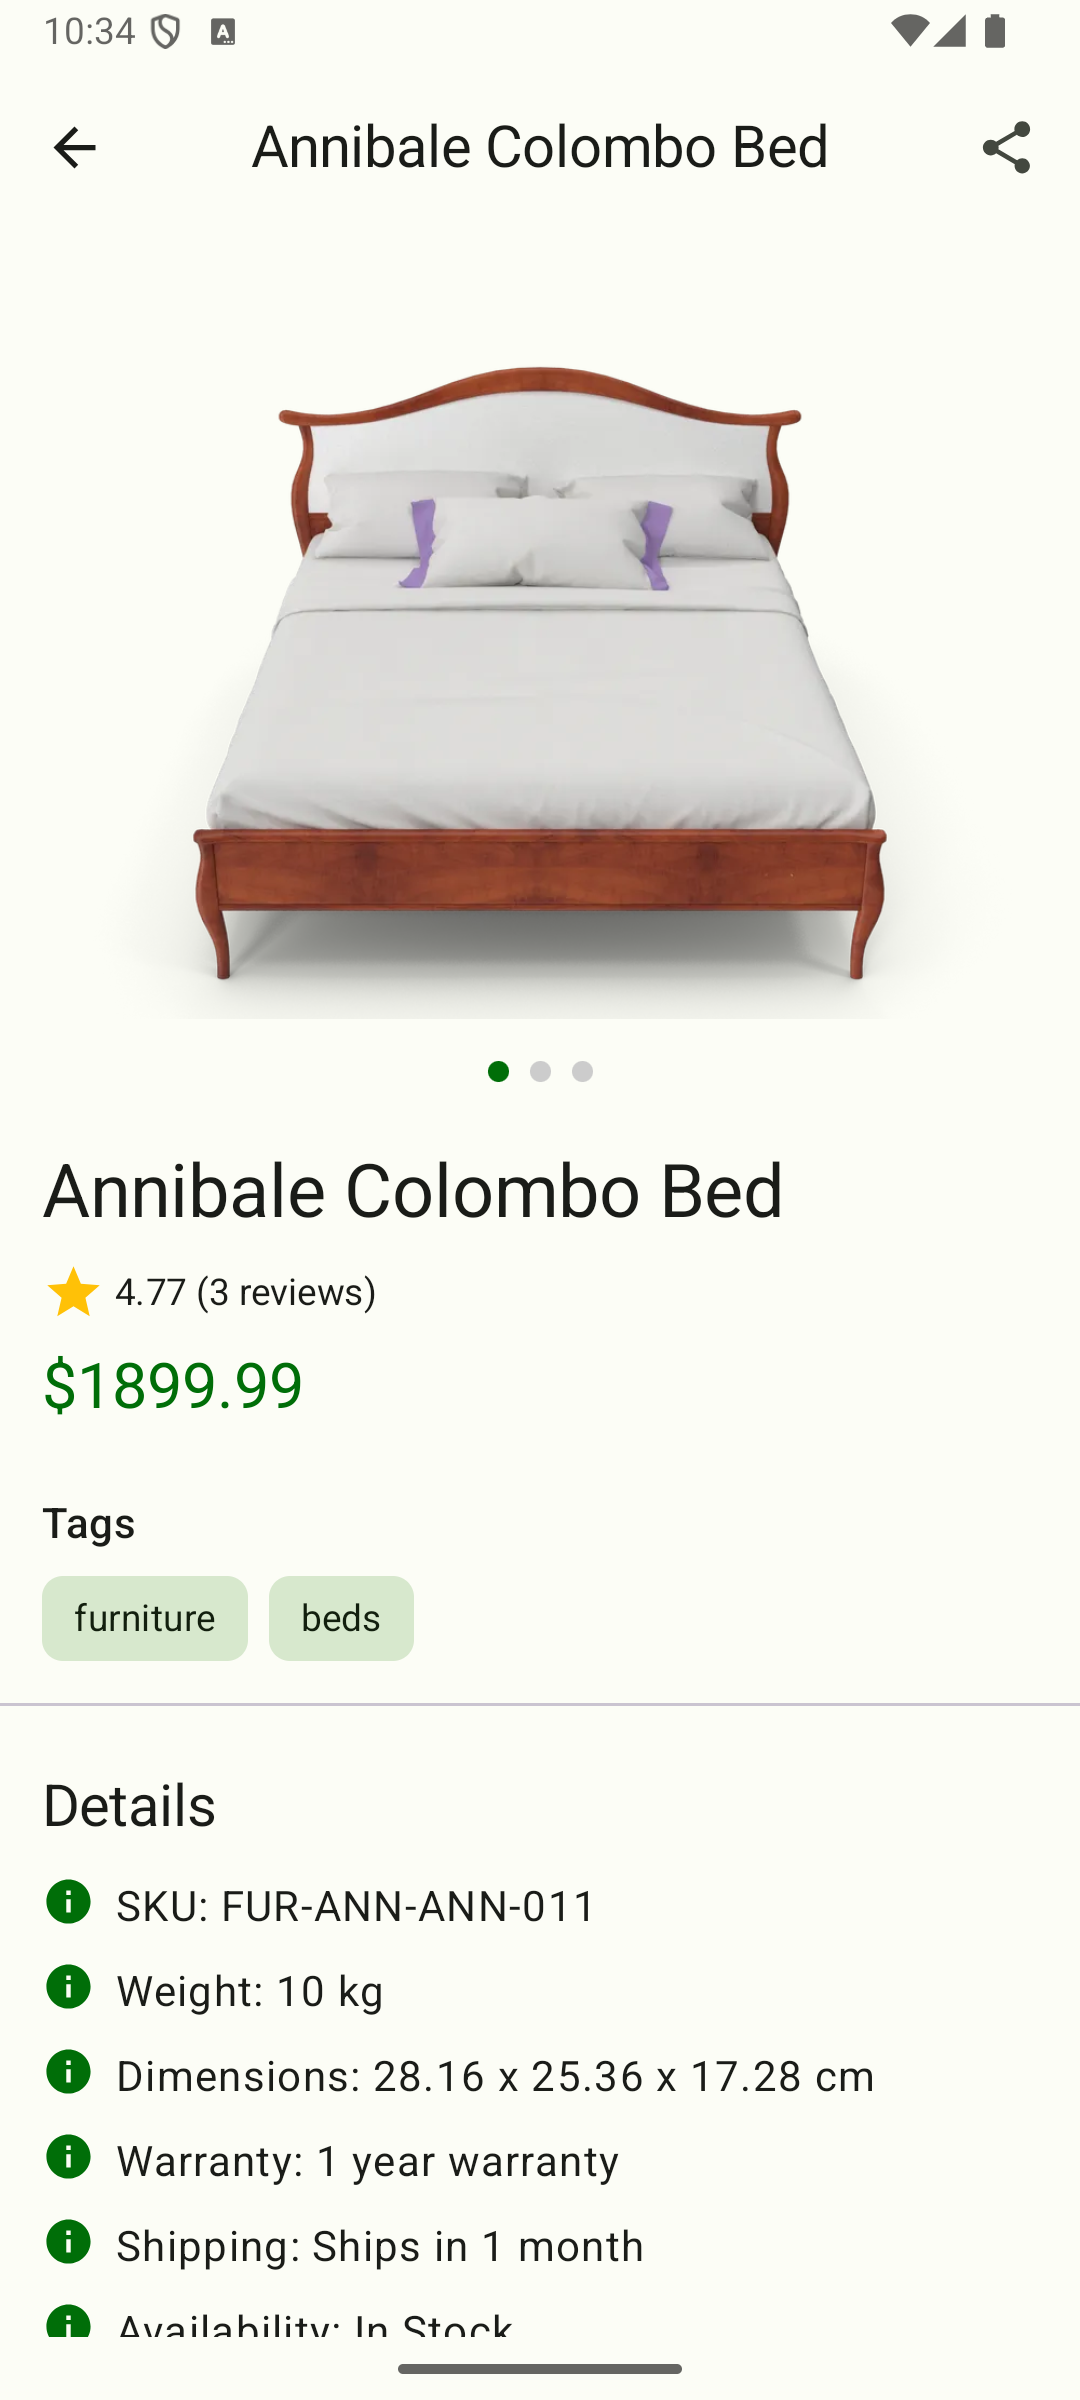 10:34
Annibale Colombo Bed
Annibale Colombo Bed
4.77 (3 reviews)
$1899.99
Tags
furniture
beds
Details
SKU: FUR-ANN-ANN-011
Weight: 10 kg
Dimensions: 28.16 x 25.36 x 17.28 cm
Warranty: 1 year warranty
Shipping: Ships in 1 month
Availability: In Stock